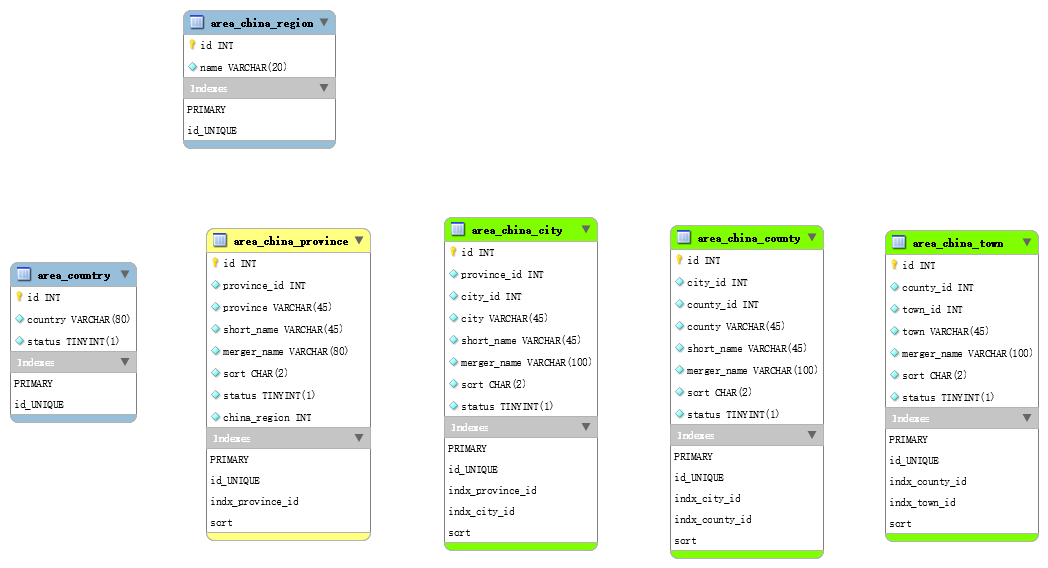 area_china_region
id INT
name VARCHAR(20)
Indexes
PRIMARY
id_UNIQUE
area_country
id INT
country VARCHAR(80)
status TINYINT(1)
Indexes
PRIMARY
id_UNIQUE
area_china_province
id INT
province_id INT
province VARCHAR(45)
short_name VARCHAR(45)
merger_name VARCHAR(80)
sort CHAR(2)
status TINYINT(1)
china_region INT
Indexes
PRIMARY
id_UNIQUE
indx_province_id
sort
area_china_city
id INT
province_id INT
city_id INT
city VARCHAR(45)
short_name VARCHAR(45)
merger_name VARCHAR(100)
sort CHAR(2)
status TINYINT(1)
Indexes
PRIMARY
id_UNIQUE
indx_province_id
indx_city_id
sort
area_china_county
id INT
city_id INT
county_id INT
county VARCHAR(45)
short_name VARCHAR(45)
merger_name VARCHAR(100)
sort CHAR(2)
status TINYINT(1)
Indexes
PRIMARY
id_UNIQUE
indx_city_id
indx_county_id
sort
area_china_town
id INT
county_id INT
town_id INT
town VARCHAR(45)
merger_name VARCHAR(100)
sort CHAR(2)
status TINYINT(1)
Indexes
PRIMARY
id_UNIQUE
indx_county_id
indx_town_id
sort